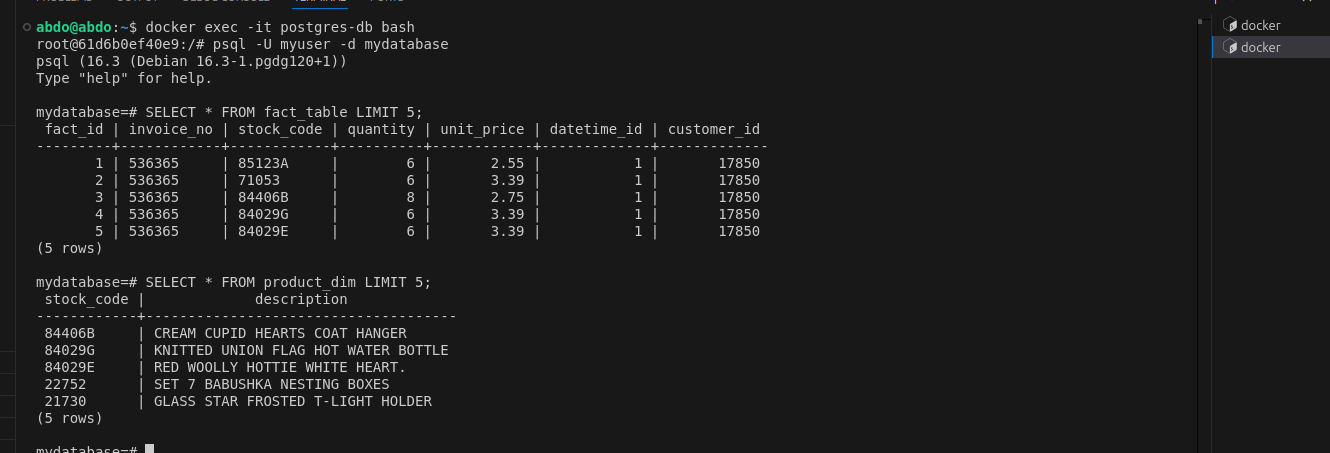 abdo@abdo:~$ docker exec -it postgres-db bash
root@61d6b0ef40e9:/# psql -U myuser -d mydatabase
psql (16.3 (Debian 16.3-1.pgdg120+1))
Type "help" for help.
mydatabase=# SELECT * FROM fact_table LIMIT 5;
 fact_id | invoice_no | stock_code | quantity | unit_price | datetime_id | customer_id
---------+------------+------------+----------+------------+-------------+-------------
       1 | 536365     | 85123A     |        6 |       2.55 |           1 |       17850
       2 | 536365     | 71053      |        6 |       3.39 |           1 |       17850
       3 | 536365     | 84406B     |        8 |       2.75 |           1 |       17850
       4 | 536365     | 84029G     |        6 |       3.39 |           1 |       17850
       5 | 536365     | 84029E     |        6 |       3.39 |           1 |       17850
(5 rows)
mydatabase=# SELECT * FROM product_dim LIMIT 5;
 stock_code |             description
------------+-------------------------------------
 84406B     | CREAM CUPID HEARTS COAT HANGER
 84029G     | KNITTED UNION FLAG HOT WATER BOTTLE
 84029E     | RED WOOLLY HOTTIE WHITE HEART.
 22752      | SET 7 BABUSHKA NESTING BOXES
 21730      | GLASS STAR FROSTED T-LIGHT HOLDER
(5 rows)
mydatabase=#
docker
docker